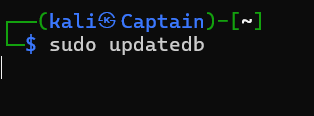 ┌──(kali㉿Captain)-[~]
└─$ sudo updatedb